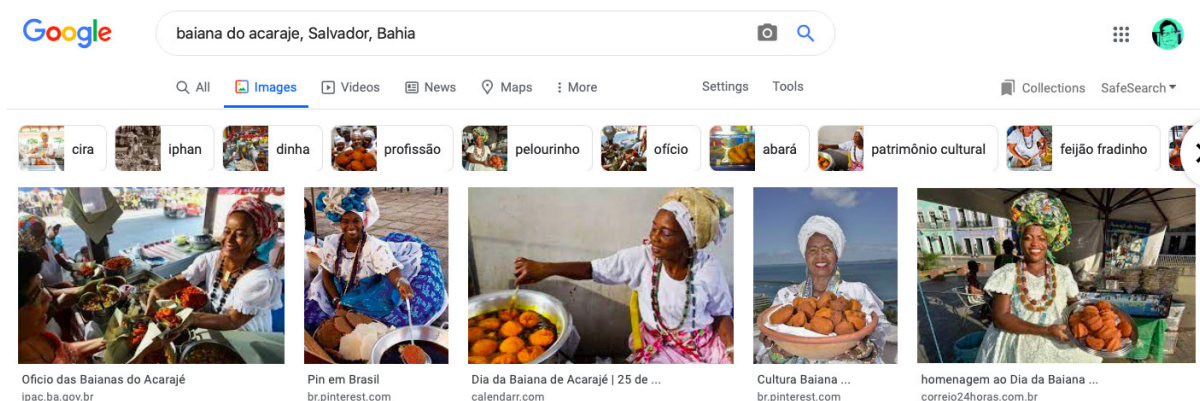 Google
baiana do acaraje, Salvador, Bahia
All Images Videos News Maps More Settings Tools Collections SafeSearch
cira iphan dinha profissão pelourinho ofício abará patrimônio cultural feijão fradinho
Oficio das Baianas do Acarajé Pin em Brasil Dia da Baiana de Acarajé | 25 de ... Cultura Baiana ... homenagem ao Dia da Baiana ...
ipac.ba.gov.br br.pinterest.com calendarr.com br.pinterest.com correio24horas.com.br